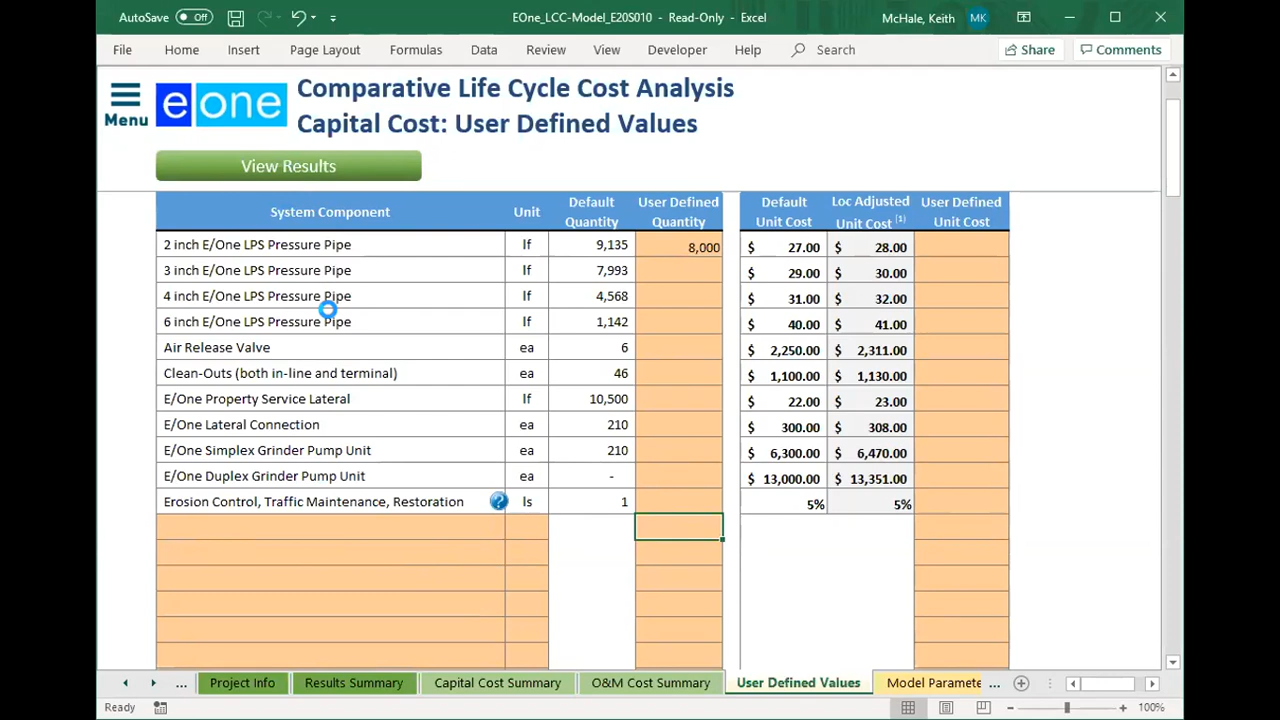 AutoSave Off EOne_LCC-Model_E20S010 - Read-Only - Excel McHale, Keith MK
File Home Insert Page Layout Formulas Data Review View Developer Help Search Share Comments
Menu
e one
Comparative Life Cycle Cost Analysis
Capital Cost: User Defined Values
View Results
System Component Unit Default Quantity User Defined Quantity Default Unit Cost Loc Adjusted Unit Cost (1) User Defined Unit Cost
2 inch E/One LPS Pressure Pipe lf 9,135 8,000 $ 27.00 $ 28.00
3 inch E/One LPS Pressure Pipe lf 7,993 $ 29.00 $ 30.00
4 inch E/One LPS Pressure Pipe lf 4,568 $ 31.00 $ 32.00
6 inch E/One LPS Pressure Pipe lf 1,142 $ 40.00 $ 41.00
Air Release Valve ea 6 $ 2,250.00 $ 2,311.00
Clean-Outs (both in-line and terminal) ea 46 $ 1,100.00 $ 1,130.00
E/One Property Service Lateral lf 10,500 $ 22.00 $ 23.00
E/One Lateral Connection ea 210 $ 300.00 $ 308.00
E/One Simplex Grinder Pump Unit ea 210 $ 6,300.00 $ 6,470.00
E/One Duplex Grinder Pump Unit ea - $ 13,000.00 $ 13,351.00
Erosion Control, Traffic Maintenance, Restoration ? ls 1 5% 5%
... Project Info Results Summary Capital Cost Summary O&M Cost Summary User Defined Values Model Paramete ...
Ready 100%